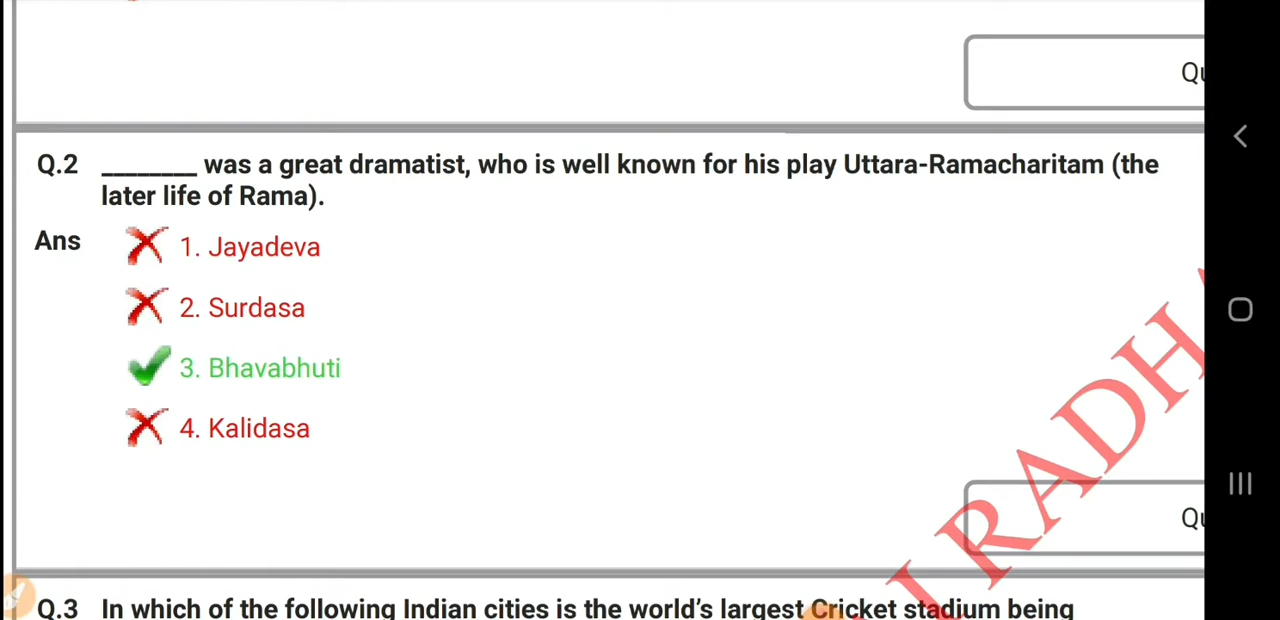 Q.2 ________ was a great dramatist, who is well known for his play Uttara-Ramacharitam (the
later life of Rama).
Ans 1. Jayadeva
2. Surdasa
3. Bhavabhuti
4. Kalidasa
RADH
Q.3 In which of the following Indian cities is the world's largest Cricket stadium being